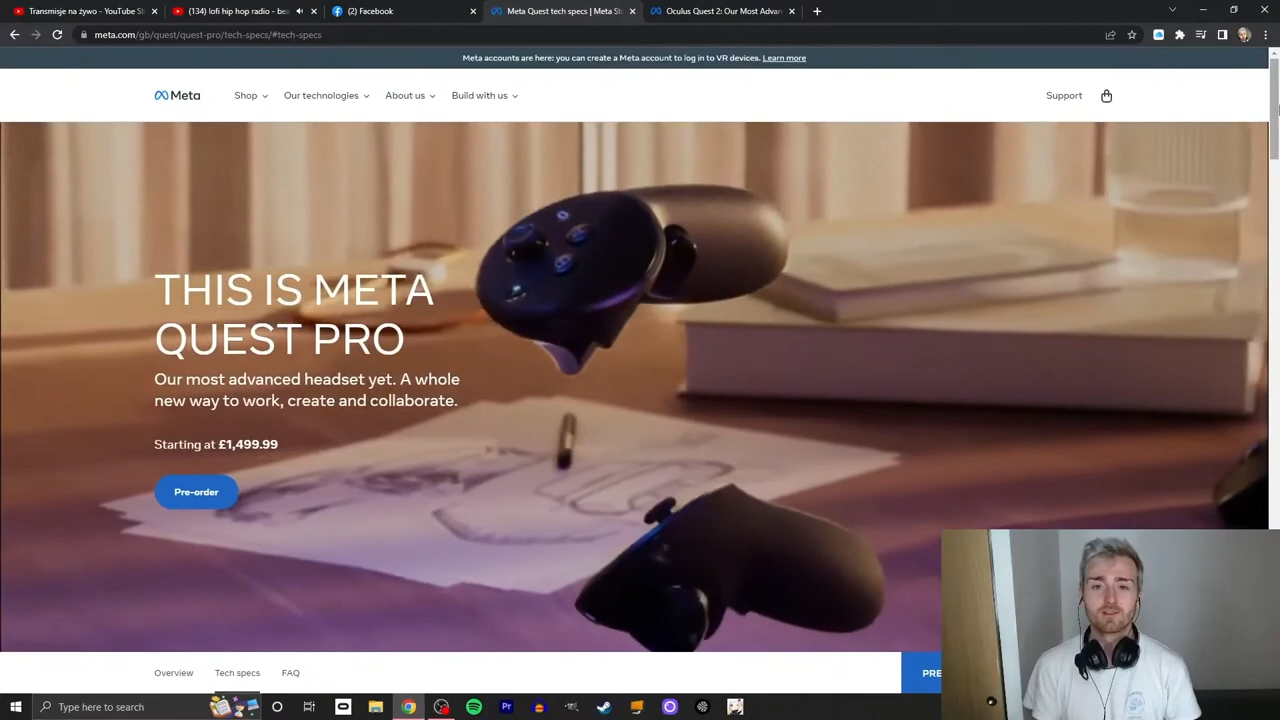 Transmisje na żywo - YouTube St
(134) lofi hip hop radio - bea
(2) Facebook
Meta Quest tech specs | Meta St
Oculus Quest 2: Our Most Advan
meta.com/gb/quest/quest-pro/tech-specs/#tech-specs
Meta accounts are here: you can create a Meta account to log in to VR devices. Learn more
Meta
Shop
Our technologies
About us
Build with us
Support
THIS IS META
QUEST PRO
Our most advanced headset yet. A whole
new way to work, create and collaborate.
Starting at £1,499.99
Pre-order
Overview
Tech specs
FAQ
PRE
Type here to search
Pr